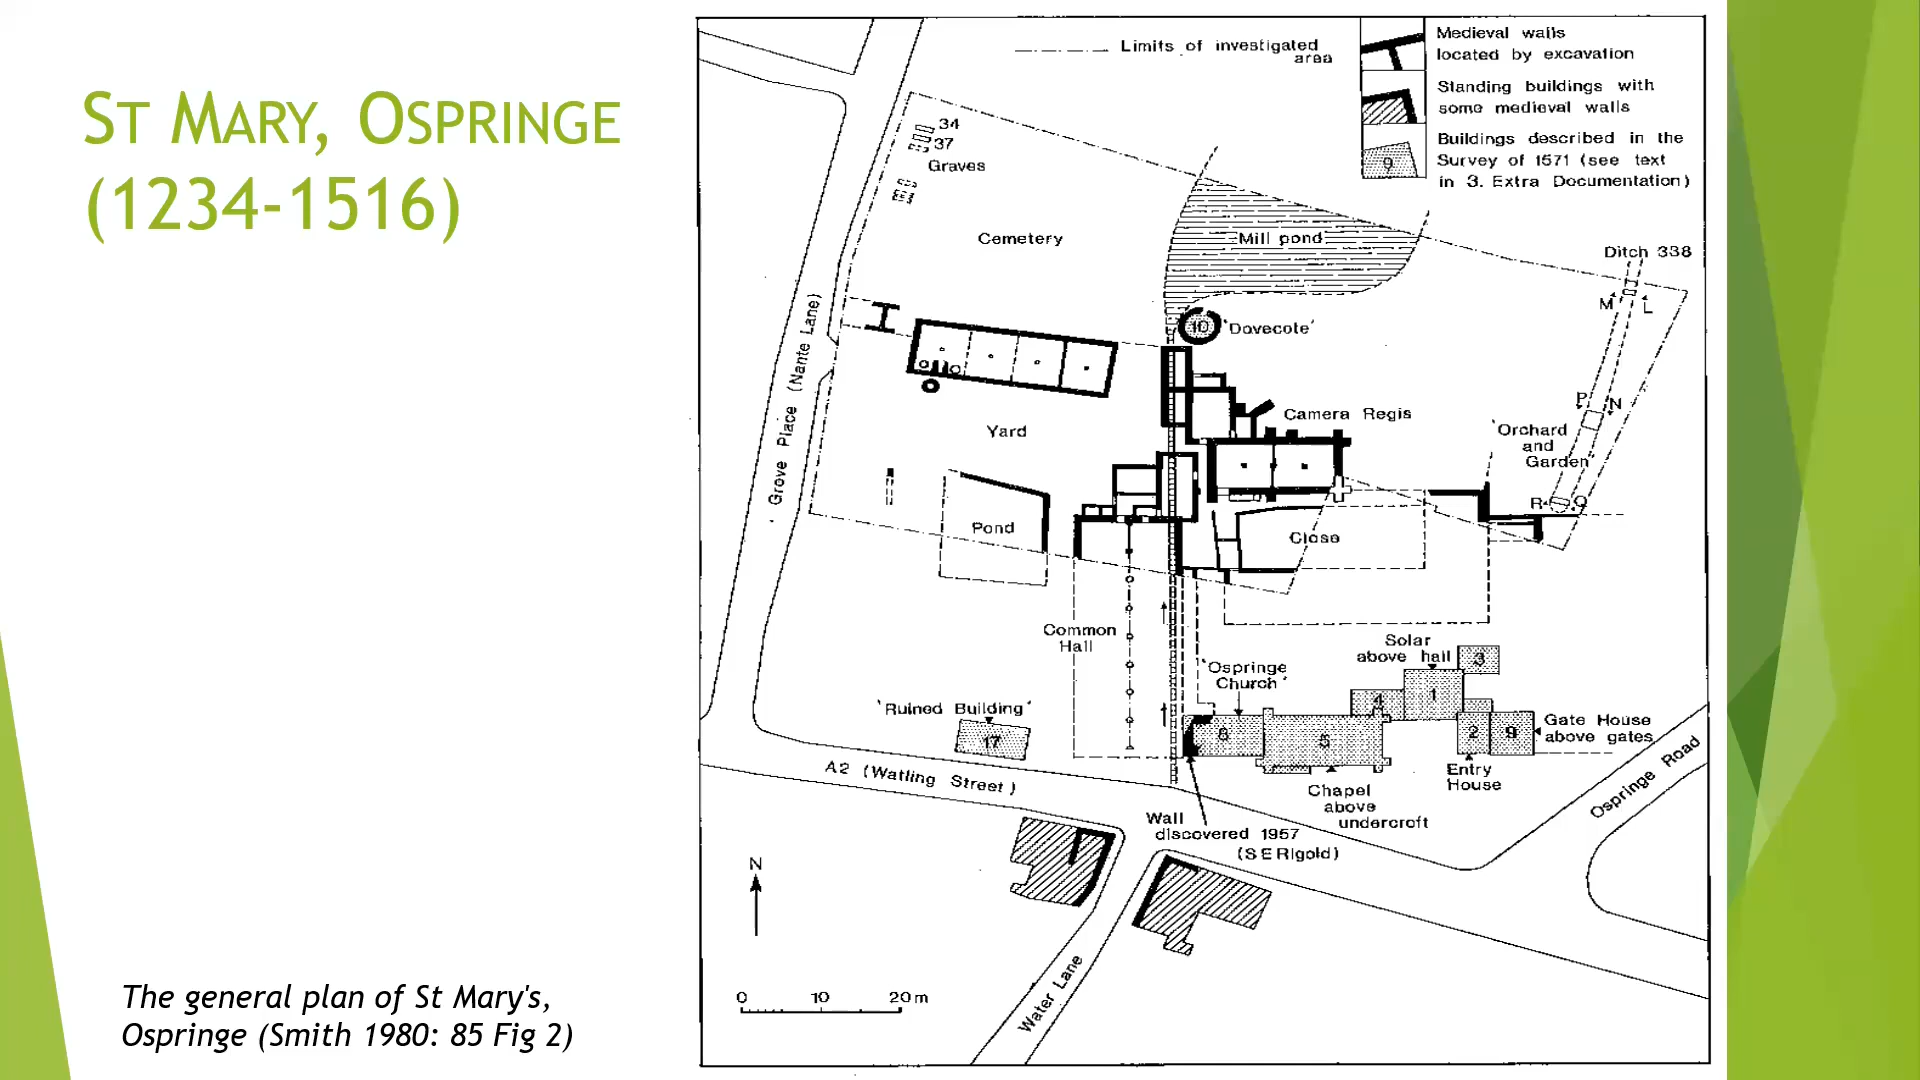 ST MARY, OSPRINGE
(1234-1516)
The general plan of St Mary's,
Ospringe (Smith 1980: 85 Fig 2)
Limits of investigated
area
Medieval walls
located by excavation
Standing buildings with
some medieval walls
9
Buildings described in the
Survey of 1571 (see text
in 3. Extra Documentation)
34
37
Graves
Cemetery
Mill pond
Ditch 338
M
L
10
'Dovecote'
Grove Place (Nante Lane)
Camera Regis
P
N
'Orchard
and
Garden'
Yard
R
Q
Pond
Close
Common
Hall
'Ospringe
Church'
Solar
above hall
3
4
1
'Ruined Building'
17
8
5
2
9
Gate House
above gates
Entry
House
Ospringe Road
A2 (Watling Street)
Chapel
above
undercroft
Wall
discovered 1957
(S E Rigold)
N
Water Lane
0 10 20m